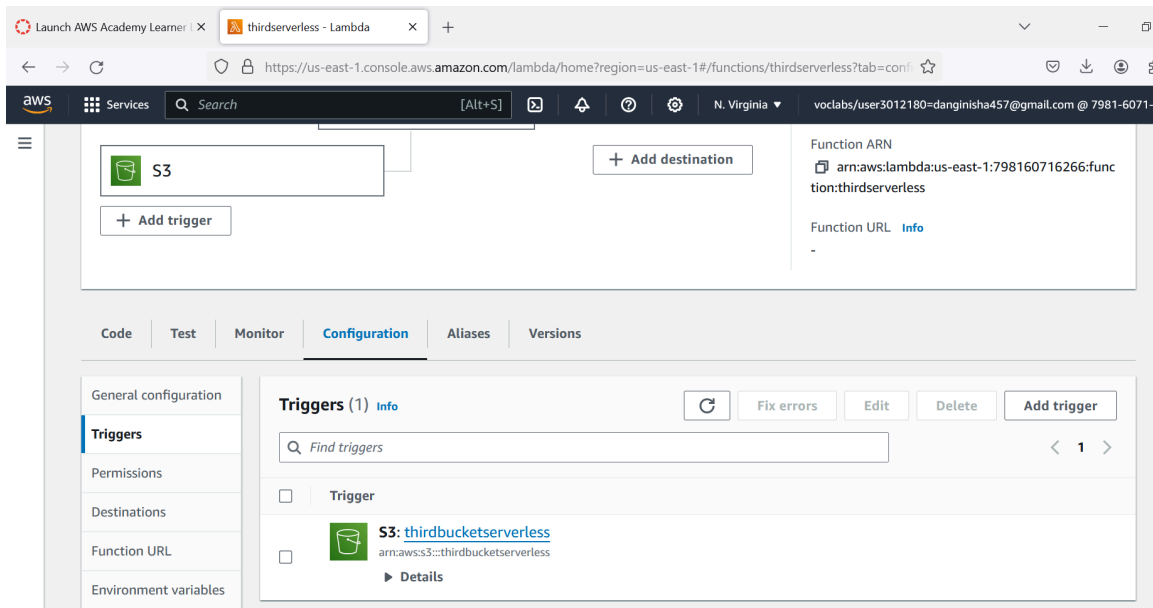 Launch AWS Academy Learner L
thirdserverless - Lambda
https://us-east-1.console.aws.amazon.com/lambda/home?region=us-east-1#/functions/thirdserverless?tab=confi
aws
Services
Search
[Alt+S]
N. Virginia
voclabs/user3012180=danginisha457@gmail.com @ 7981-6071-
S3
Add trigger
Add destination
Function ARN
arn:aws:lambda:us-east-1:798160716266:func
tion:thirdserverless
Function URL Info
-
Code Test Monitor Configuration Aliases Versions
General configuration
Triggers
Permissions
Destinations
Function URL
Environment variables
Triggers (1) Info
Fix errors
Edit
Delete
Add trigger
Find triggers
1
Trigger
S3: thirdbucketserverless
arn:aws:s3:::thirdbucketserverless
Details